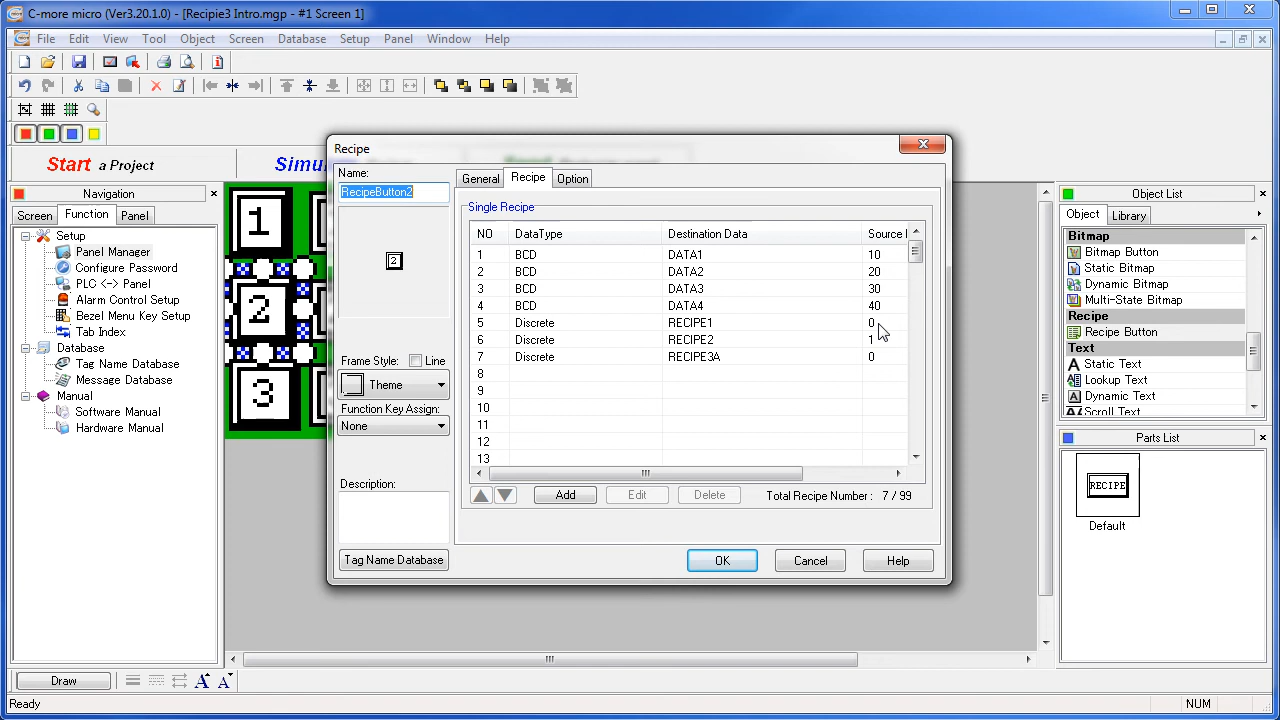 C-more micro (Ver3.20.1.0) - [Recipie3 Intro.mgp - #1 Screen 1]
File Edit View Tool Object Screen Database Setup Panel Window Help
Start a Project
Navigation
Screen Function Panel
Setup
Panel Manager
Configure Password
PLC <-> Panel
Alarm Control Setup
Bezel Menu Key Setup
Tab Index
Database
Tag Name Database
Message Database
Manual
Software Manual
Hardware Manual
1
2
3
Recipe
Name:
RecipeButton2
2
Frame Style: Line
Theme
Function Key Assign:
None
Description:
Tag Name Database
General Recipe Option
Single Recipe
NO DataType Destination Data Source
1 BCD DATA1 10
2 BCD DATA2 20
3 BCD DATA3 30
4 BCD DATA4 40
5 Discrete RECIPE1 0
6 Discrete RECIPE2 1
7 Discrete RECIPE3A 0
8
9
10
11
12
13
Add Edit Delete Total Recipe Number : 7 / 99
OK Cancel Help
Object List
Object Library
Bitmap
Bitmap Button
Static Bitmap
Dynamic Bitmap
Multi-State Bitmap
Recipe
Recipe Button
Text
Static Text
Lookup Text
Dynamic Text
Scroll Text
Parts List
RECIPE
Default
Draw
Ready NUM